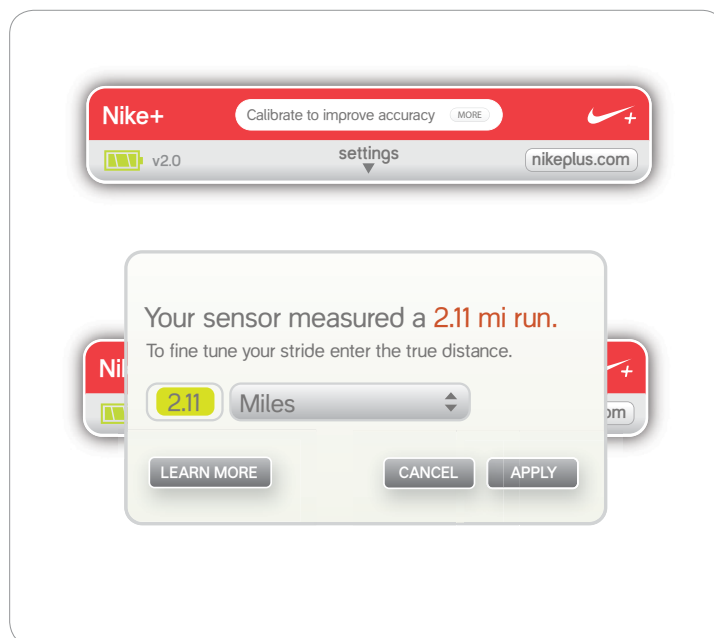 Nike+
Calibrate to improve accuracy MORE
+
v2.0
settings
nikeplus.com
Your sensor measured a 2.11 mi run.
To fine tune your stride enter the true distance.
2.11 Miles
LEARN MORE
CANCEL
APPLY
Ni
+
om